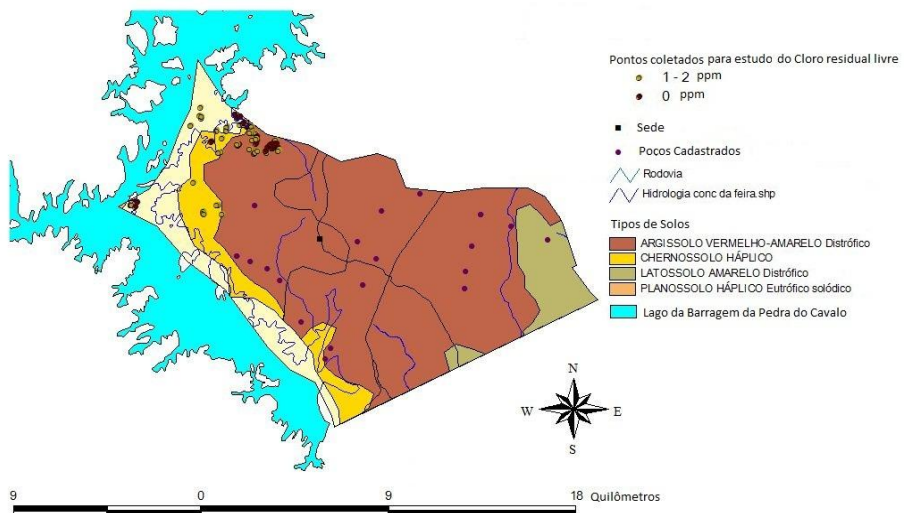 Pontos coletados para estudo do Cloro residual livre
1 - 2 ppm
0 ppm
Sede
Poços Cadastrados
Rodovia
Hidrologia conc da feira.shp
Tipos de Solos
ARGISSOLO VERMELHO-AMARELO Distrófico
CHERNOSSOLO HÁPLICO
LATOSSOLO AMARELO Distrófico
PLANOSSOLO HÁPLICO Eutrófico solódico
Lago da Barragem da Pedra do Cavalo
N
W E
S
9 0 9 18 Quilômetros